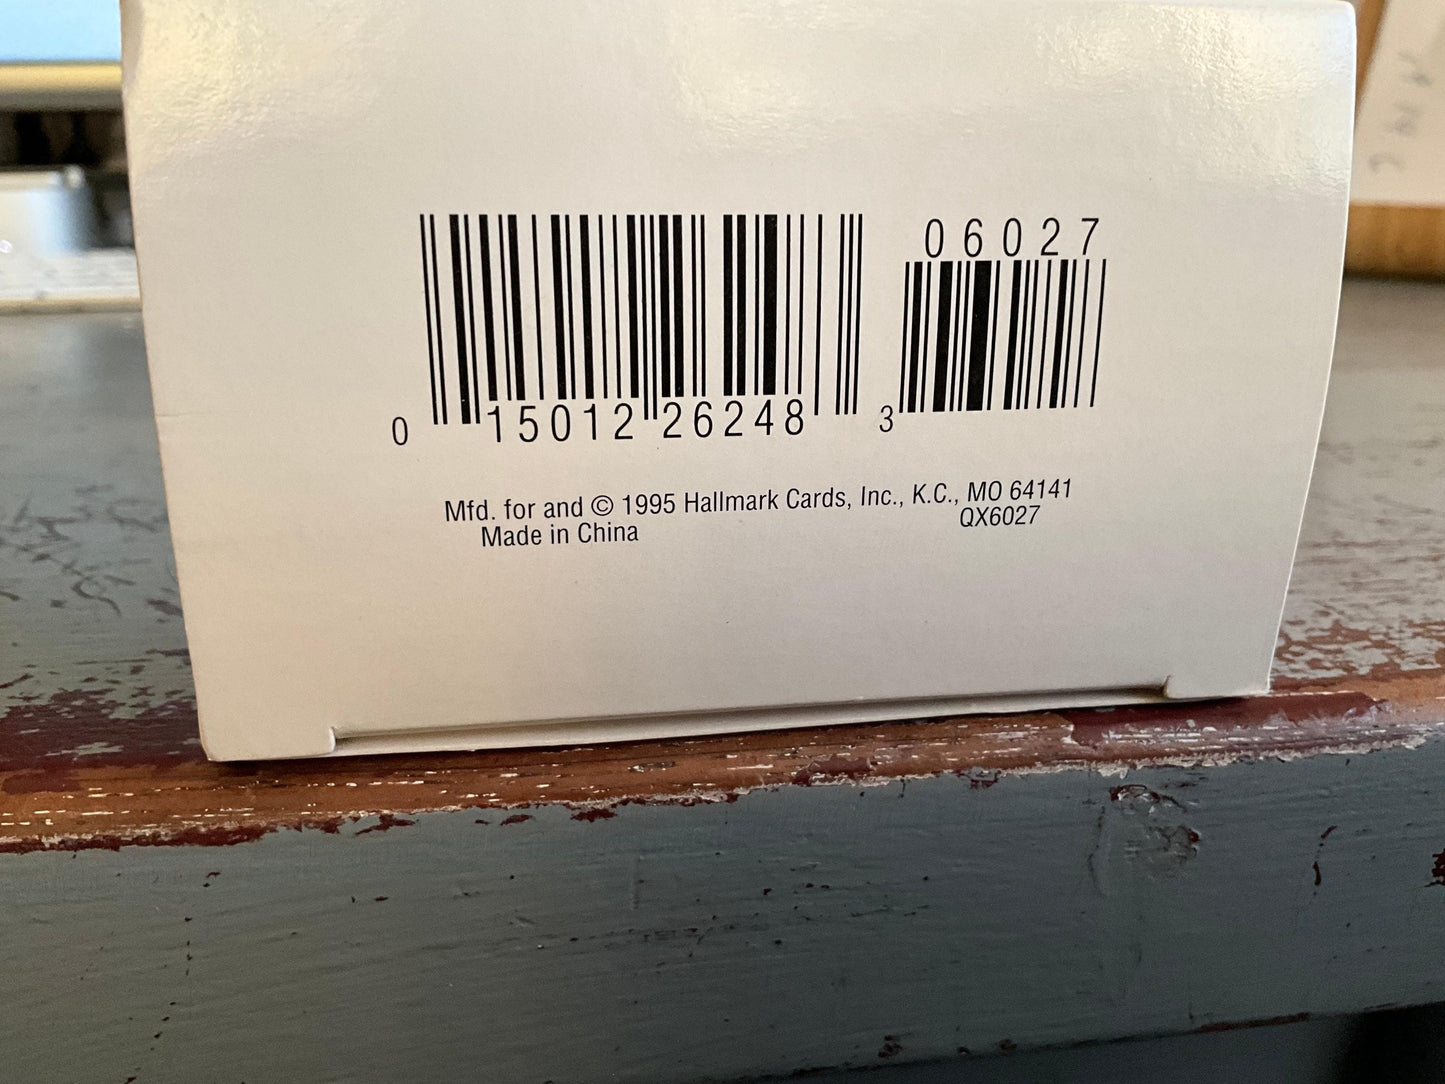 06027
0 15012 26248 3
Mfd. for and © 1995 Hallmark Cards, Inc., K.C., MO 64141
Made in China QX6027